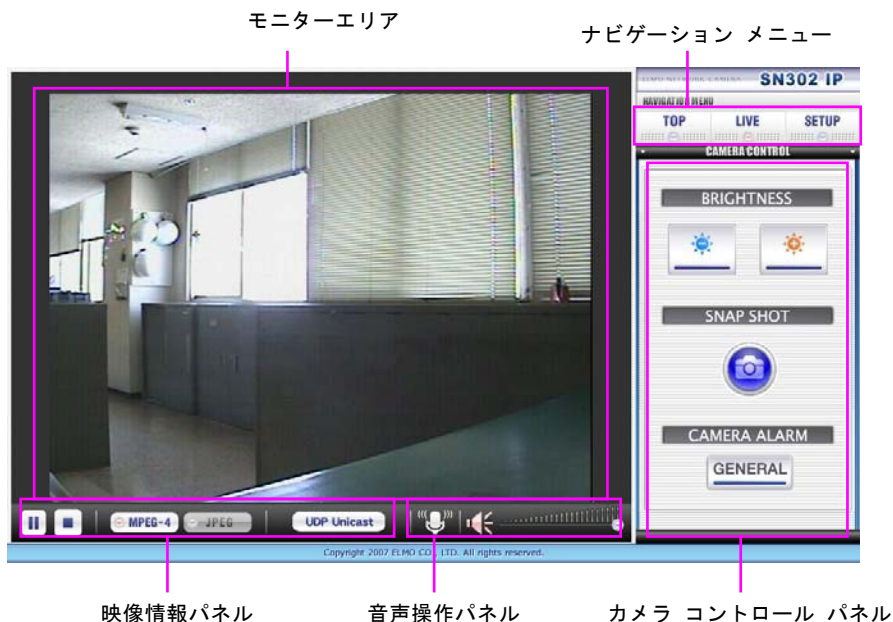 モニターエリア
ナビゲーション メニュー
ELMO NETWORK CAMERA SN302 IP
NAVIGATION MENU
TOP LIVE SETUP
CAMERA CONTROL
BRIGHTNESS
SNAP SHOT
CAMERA ALARM
GENERAL
MPEG-4 JPEG UDP Unicast
Copyright 2007 ELMO CO., LTD. All rights reserved.
映像情報パネル 音声操作パネル カメラ コントロール パネル